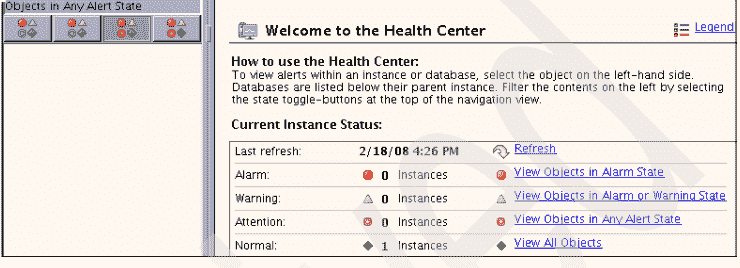 Objects in Any Alert State
Welcome to the Health Center
Legend
How to use the Health Center:
To view alerts within an instance or database, select the object on the left-hand side.
Databases are listed below their parent instance. Filter the contents on the left by selecting
the state toggle-buttons at the top of the navigation view.
Current Instance Status:
Last refresh: 2/18/08 4:26 PM Refresh
Alarm: 0 Instances View Objects in Alarm State
Warning: 0 Instances View Objects in Alarm or Warning State
Attention: 0 Instances View Objects in Any Alert State
Normal: 1 Instances View All Objects